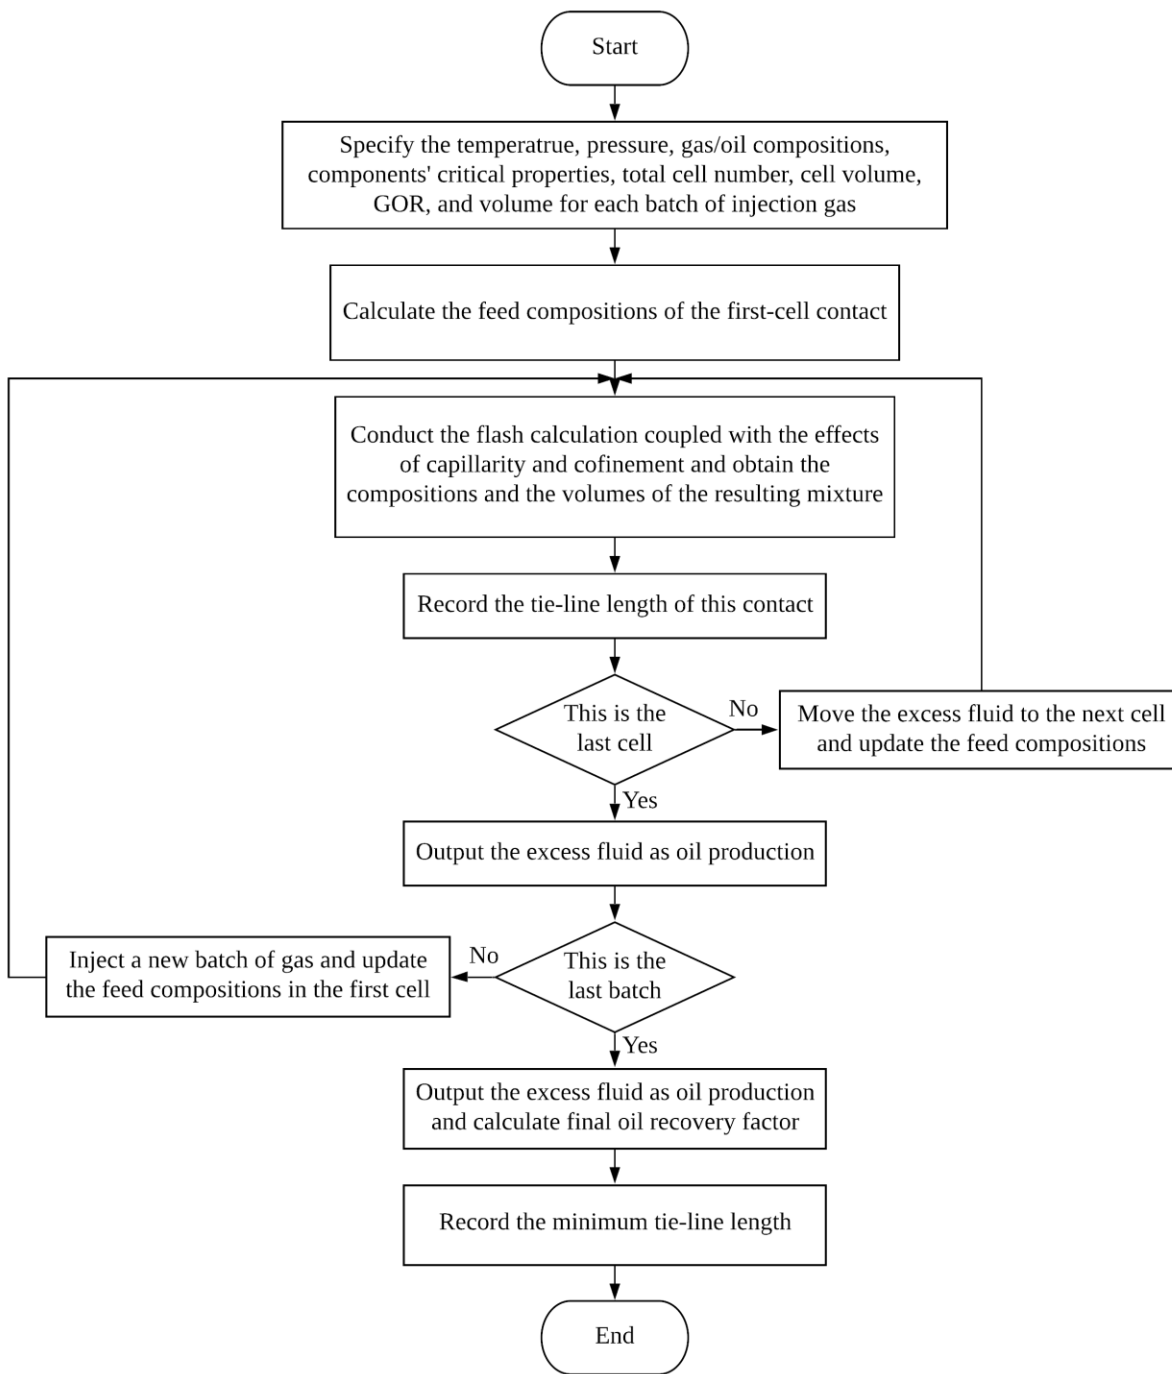 Start
Specify the temperatrue, pressure, gas/oil compositions,
components' critical properties, total cell number, cell volume,
GOR, and volume for each batch of injection gas
Calculate the feed compositions of the first-cell contact
Conduct the flash calculation coupled with the effects
of capillarity and cofinement and obtain the
compositions and the volumes of the resulting mixture
Record the tie-line length of this contact
This is the
last cell
No
Move the excess fluid to the next cell
and update the feed compositions
Yes
Output the excess fluid as oil production
This is the
last batch
No
Inject a new batch of gas and update
the feed compositions in the first cell
Yes
Output the excess fluid as oil production
and calculate final oil recovery factor
Record the minimum tie-line length
End